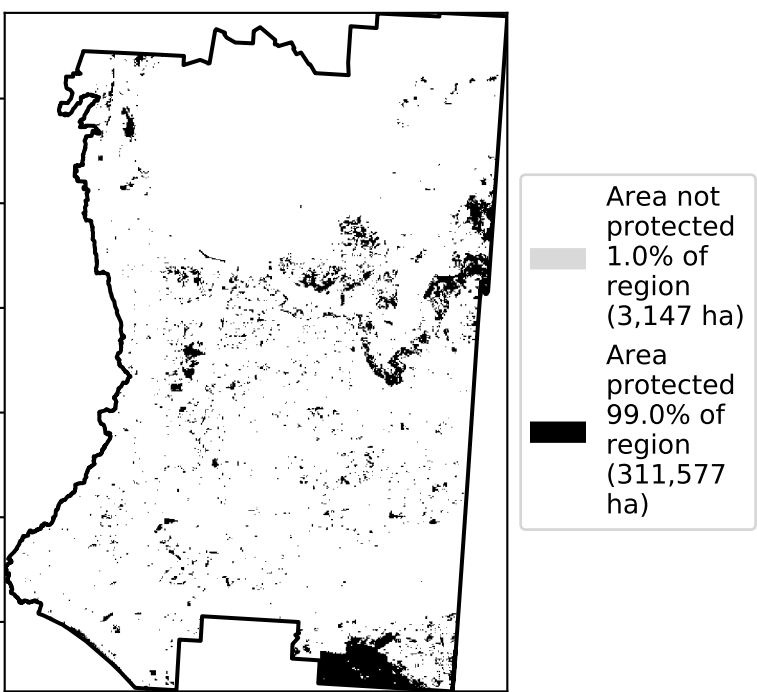 Area not
protected
1.0% of
region
(3,147 ha)
Area
protected
99.0% of
region
(311,577
ha)